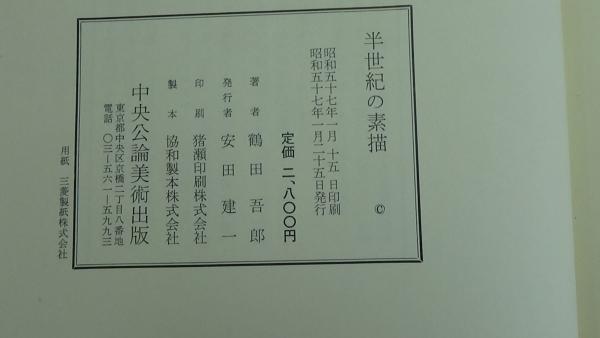 半世紀の素描
©
昭和五十七年一月 十五 日印刷
昭和五十七年一月二十五日発行
定価 二、八〇〇円
著者 鶴田吾郎
発行者 安田建一
印刷 猪瀬印刷株式会社
製本 協和製本株式会社
中央公論美術出版
東京都中央区京橋二丁目八番地
電話 〇三―五六一―五九九三
用紙 三菱製紙株式会社